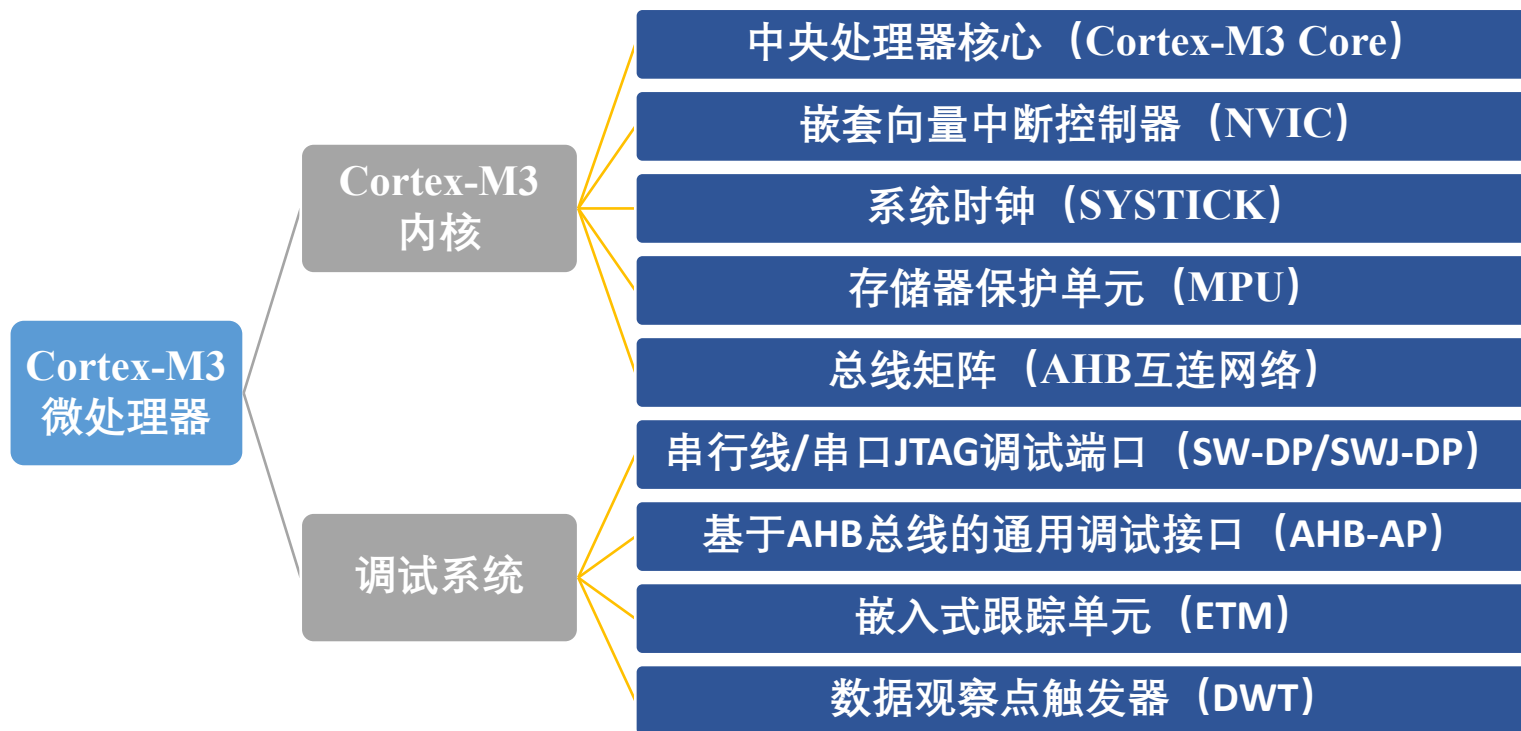 Cortex-M3
微处理器
Cortex-M3
内核
中央处理器核心（Cortex-M3 Core）
嵌套向量中断控制器（NVIC）
系统时钟（SYSTICK）
存储器保护单元（MPU）
总线矩阵（AHB互连网络）
调试系统
串行线/串口JTAG调试端口（SW-DP/SWJ-DP）
基于AHB总线的通用调试接口（AHB-AP）
嵌入式跟踪单元（ETM）
数据观察点触发器（DWT）